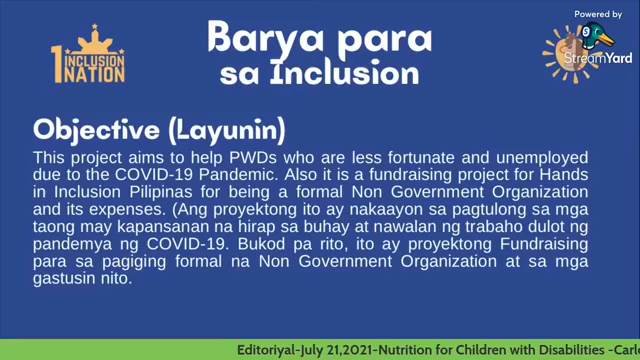 Powered by
StreamYard
1 INCLUSION
NATION
Barya para
sa Inclusion
Objective (Layunin)
This project aims to help PWDs who are less fortunate and unemployed
due to the COVID-19 Pandemic. Also it is a fundraising project for Hands
in Inclusion Pilipinas for being a formal Non Government Organization
and its expenses. (Ang proyektong ito ay nakaayon sa pagtulong sa mga
taong may kapansanan na hirap sa buhay at nawalan ng trabaho dulot ng
pandemya ng COVID-19. Bukod pa rito, ito ay proyektong Fundraising
para sa pagiging formal na Non Government Organization at sa mga
gastusin nito.
Editoriyal-July 21,2021-Nutrition for Children with Disabilities -Carlo